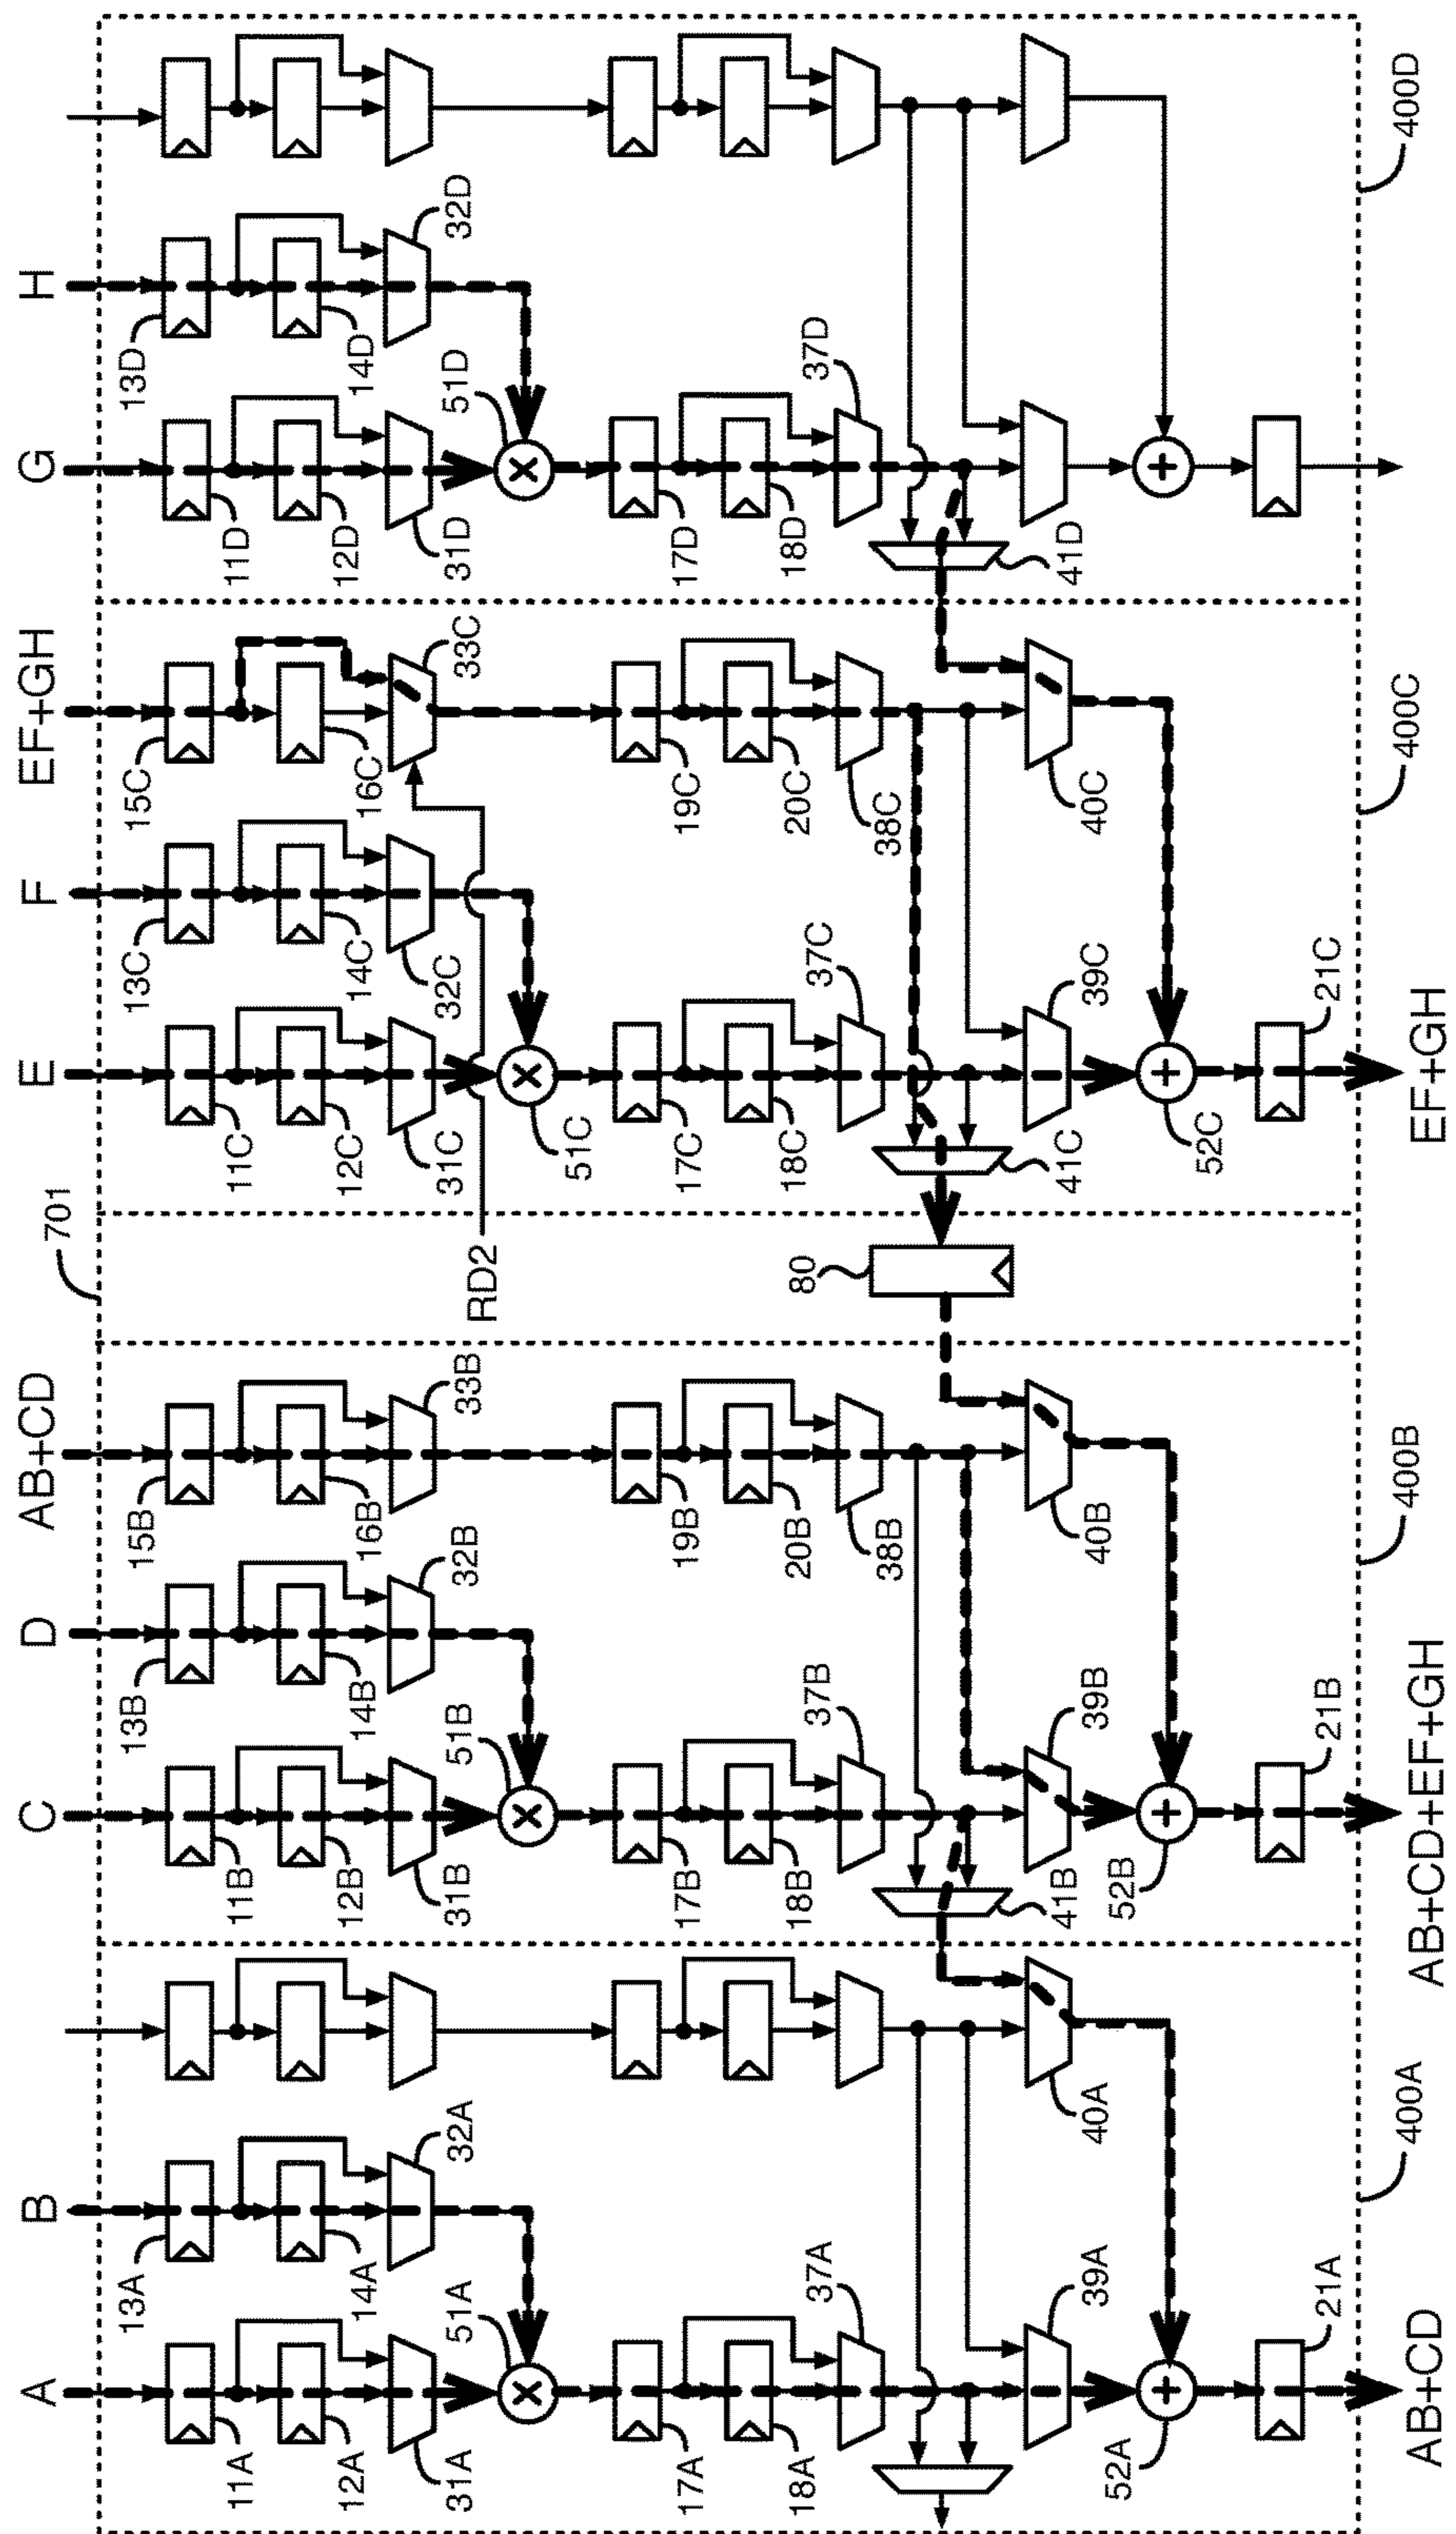 A B C D AB+CD E F EF+GH G H
701
13A 13B 15B 13C 15C 13D
11A 11B 11C 11D
12A 14A 12B 14B 16B 12C 14C 16C 12D 14D
31A 32A 31B 32B 33B 31C 32C 33C 31D 32D
51A 51B RD2 51C 51D
17A 17B 19B 17C 19C 17D
18A 37A 18B 37B 20B 80 18C 37C 20C 18D 37D
38B 38C
41B 41C 41D
39A 40A 39B 40B 39C 40C
52A 52B 52C
21A 21B 21C
400A 400B 400C 400D
AB+CD AB+CD+EF+GH EF+GH